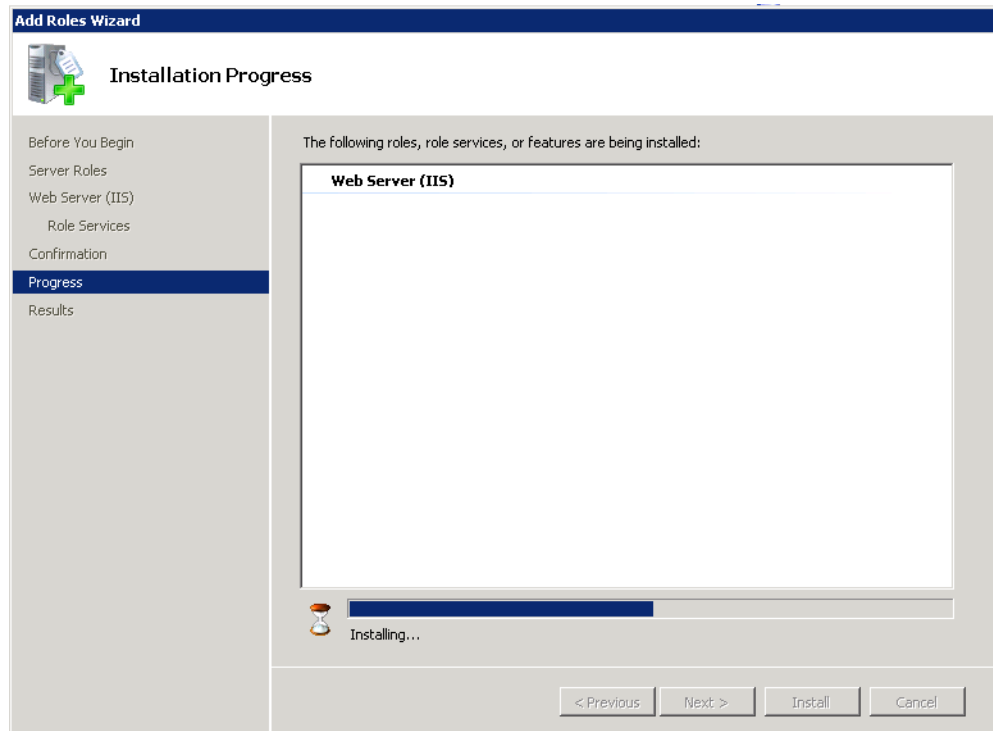 Add Roles Wizard
Installation Progress
Before You Begin
Server Roles
Web Server (IIS)
Role Services
Confirmation
Progress
Results
The following roles, role services, or features are being installed:
Web Server (IIS)
Installing...
< Previous
Next >
Install
Cancel